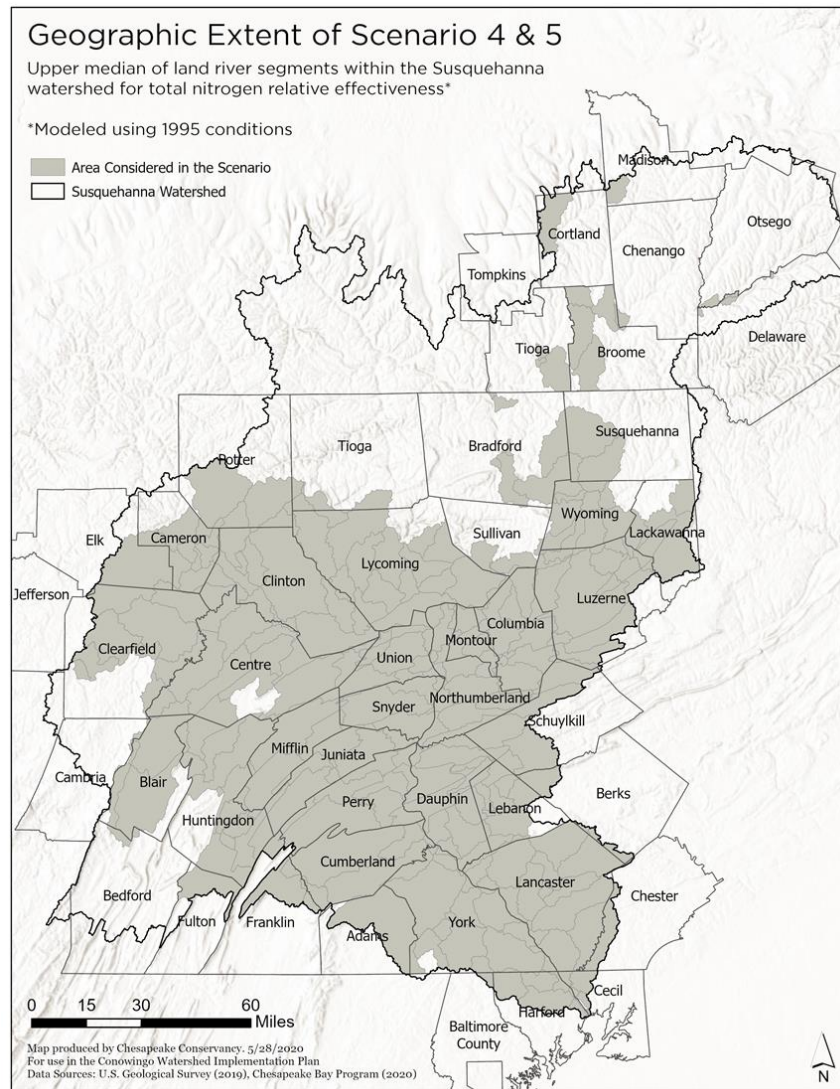 Geographic Extent of Scenario 4 & 5
Upper median of land river segments within the Susquehanna
watershed for total nitrogen relative effectiveness*
*Modeled using 1995 conditions
Area Considered in the Scenario
Susquehanna Watershed
Madison
Cortland
Otsego
Chenango
Tompkins
Delaware
Tioga
Broome
Susquehanna
Tioga
Bradford
Potter
Wyoming
Sullivan
Lackawanna
Elk
Cameron
Lycoming
Clinton
Jefferson
Luzerne
Columbia
Montour
Clearfield
Union
Centre
Northumberland
Snyder
Schuylkill
Mifflin
Juniata
Cambria
Blair
Berks
Perry
Dauphin
Lebanon
Huntingdon
Cumberland
Lancaster
Bedford
Chester
Fulton
Franklin
York
Adams
Cecil
Harford
Baltimore
County
0 15 30 60
Miles
Map produced by Chesapeake Conservancy. 5/28/2020
For use in the Conowingo Watershed Implementation Plan
Data Sources: U.S. Geological Survey (2019), Chesapeake Bay Program (2020)
N